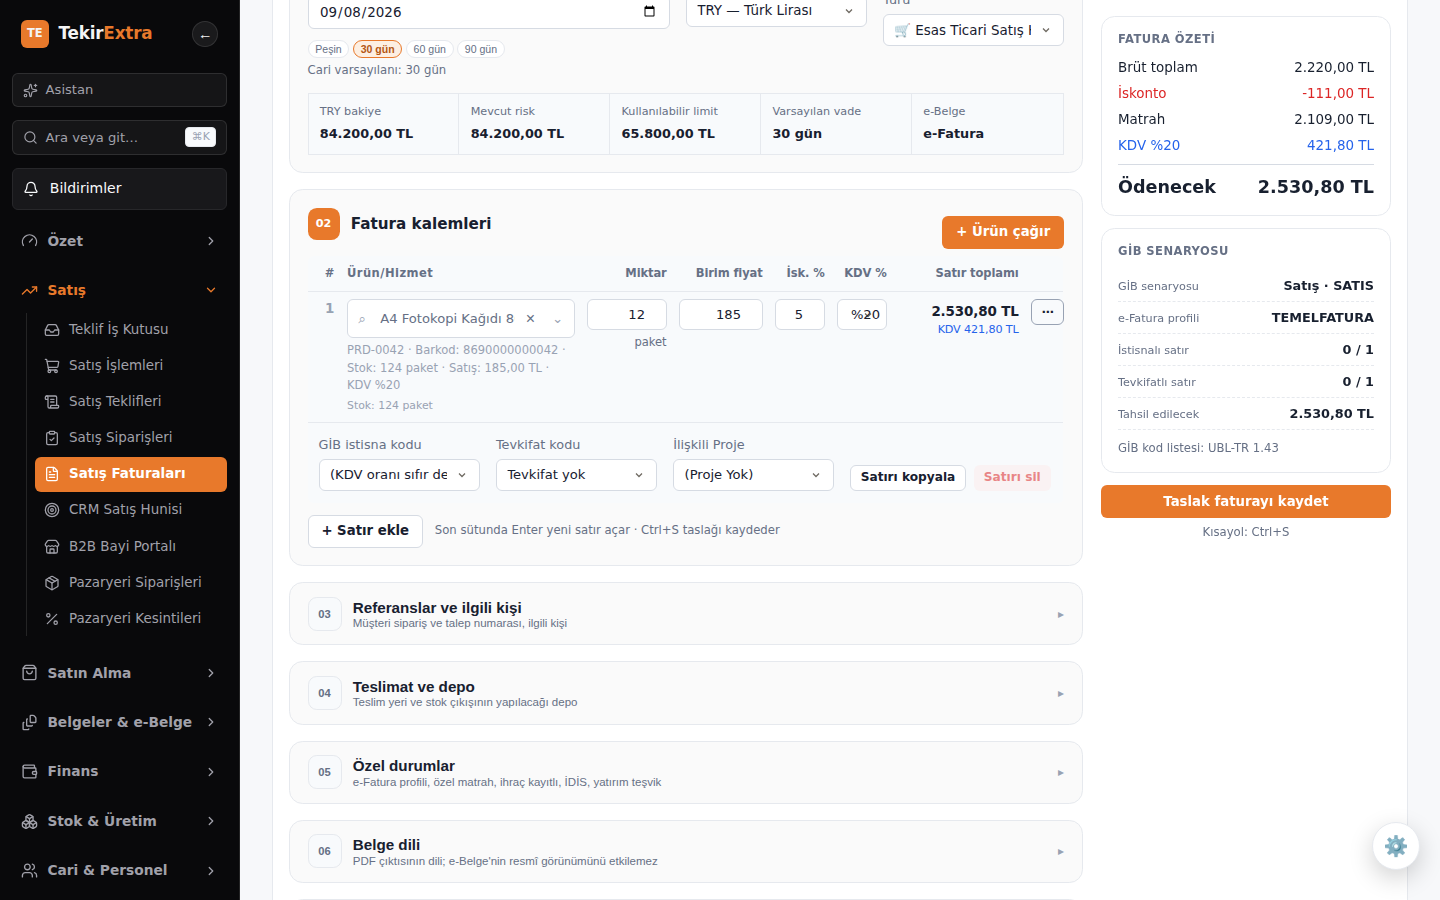 TE TekirExtra ←
Asistan
Ara veya git... ⌘K
Bildirimler
Özet
Satış
Teklif İş Kutusu
Satış İşlemleri
Satış Teklifleri
Satış Siparişleri
Satış Faturaları
CRM Satış Hunisi
B2B Bayi Portalı
Pazaryeri Siparişleri
Pazaryeri Kesintileri
Satın Alma
Belgeler & e-Belge
Finans
Stok & Üretim
Cari & Personel
09/08/2026
TRY — Türk Lirası
🛒 Esas Ticari Satış
Peşin 30 gün 60 gün 90 gün
Cari varsayılanı: 30 gün
TRY bakiye Mevcut risk Kullanılabilir limit Varsayılan vade e-Belge
84.200,00 TL 84.200,00 TL 65.800,00 TL 30 gün e-Fatura
02 Fatura kalemleri
+ Ürün çağır
# Ürün/Hizmet Miktar Birim fiyat İsk. % KDV % Satır toplamı
1 A4 Fotokopi Kağıdı 8 × 12 185 5 %20 2.530,80 TL ...
paket KDV 421,80 TL
PRD-0042 · Barkod: 8690000000042 ·
Stok: 124 paket · Satış: 185,00 TL ·
KDV %20
Stok: 124 paket
GİB istisna kodu Tevkifat kodu İlişkili Proje
(KDV oranı sıfır de Tevkifat yok (Proje Yok) Satırı kopyala Satırı sil
+ Satır ekle Son sütunda Enter yeni satır açar · Ctrl+S taslağı kaydeder
03 Referanslar ve ilgili kişi
Müşteri sipariş ve talep numarası, ilgili kişi
04 Teslimat ve depo
Teslim yeri ve stok çıkışının yapılacağı depo
05 Özel durumlar
e-Fatura profili, özel matrah, ihraç kayıtlı, İDİS, yatırım teşvik
06 Belge dili
PDF çıktısının dili; e-Belge'nin resmî görünümünü etkilemez
FATURA ÖZETİ
Brüt toplam 2.220,00 TL
İskonto -111,00 TL
Matrah 2.109,00 TL
KDV %20 421,80 TL
Ödenecek 2.530,80 TL
GİB SENARYOSU
GİB senaryosu Satış · SATIS
e-Fatura profili TEMELFATURA
İstisnalı satır 0 / 1
Tevkifatlı satır 0 / 1
Tahsil edilecek 2.530,80 TL
GİB kod listesi: UBL-TR 1.43
Taslak faturayı kaydet
Kısayol: Ctrl+S